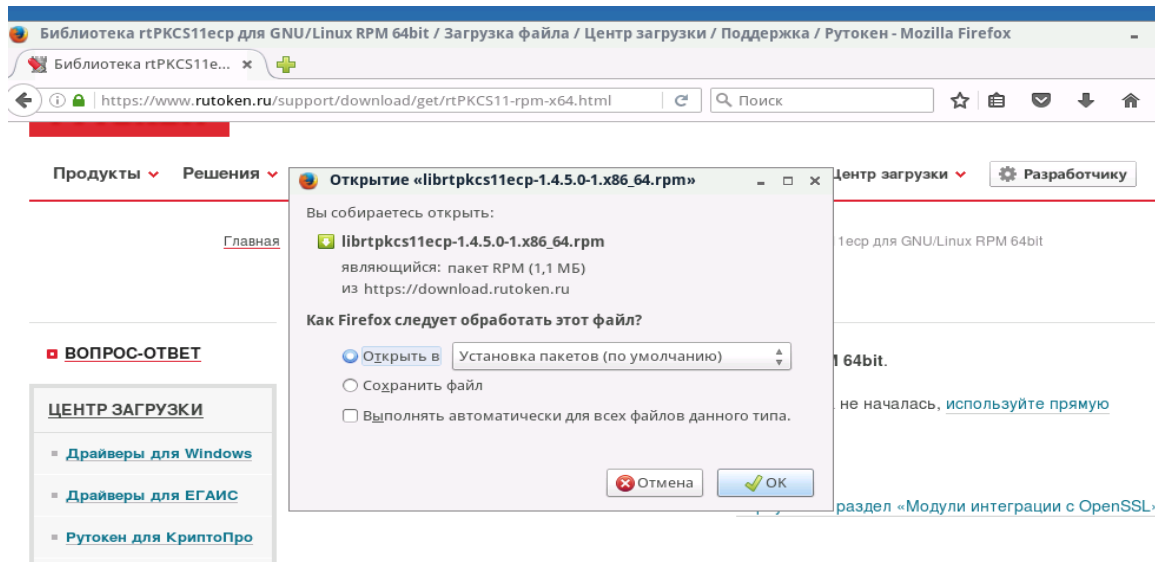 Библиотека rtPKCS11ecp для GNU/Linux RPM 64bit / Загрузка файла / Центр загрузки / Поддержка / Рутокен - Mozilla Firefox
Библиотека rtPKCS11e...
https://www.rutoken.ru/support/download/get/rtPKCS11-rpm-x64.html
Поиск
Продукты
Решения
Центр загрузки
Разработчику
Открытие «librtpkcs11ecp-1.4.5.0-1.x86_64.rpm»
Вы собираетесь открыть:
Главная
librtpkcs11ecp-1.4.5.0-1.x86_64.rpm
1ecp для GNU/Linux RPM 64bit
являющийся: пакет RPM (1,1 МБ)
из https://download.rutoken.ru
Как Firefox следует обработать этот файл?
ВОПРОС-ОТВЕТ
Открыть в
Установка пакетов (по умолчанию)
64bit.
Сохранить файл
ЦЕНТР ЗАГРУЗКИ
Выполнять автоматически для всех файлов данного типа.
не началась, используйте прямую
Драйверы для Windows
Отмена
OK
Драйверы для ЕГАИС
раздел «Модули интеграции с OpenSSL»
Рутокен для КриптоПро